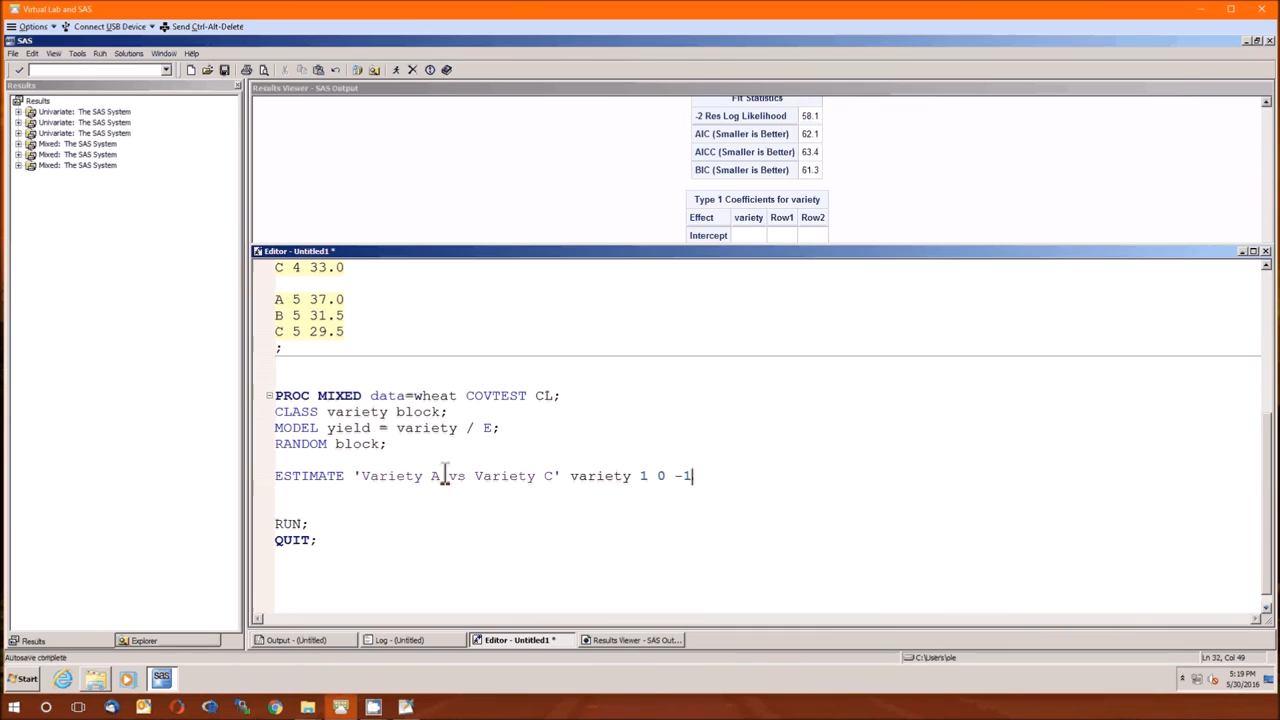 Virtual Lab and SAS
Options Connect USB Device Send Ctrl-Alt-Delete
SAS
File Edit View Tools Run Solutions Window Help
Results
Results Viewer - SAS Output
Results
Univariate: The SAS System
Univariate: The SAS System
Univariate: The SAS System
Mixed: The SAS System
Mixed: The SAS System
Mixed: The SAS System
Fit Statistics
-2 Res Log Likelihood 58.1
AIC (Smaller is Better) 62.1
AICC (Smaller is Better) 63.4
BIC (Smaller is Better) 61.3
Type 1 Coefficients for variety
Effect variety Row1 Row2
Intercept
Editor - Untitled1 *
C 4 33.0
A 5 37.0
B 5 31.5
C 5 29.5
;
PROC MIXED data=wheat COVTEST CL;
CLASS variety block;
MODEL yield = variety / E;
RANDOM block;
ESTIMATE 'Variety A vs Variety C' variety 1 0 -1
RUN;
QUIT;
Results Explorer Output - (Untitled) Log - (Untitled) Editor - Untitled1 * Results Viewer - SAS Out...
Autosave complete C:\Users\ole Ln 32, Col 49
Start sas 5:19 PM
5/30/2016